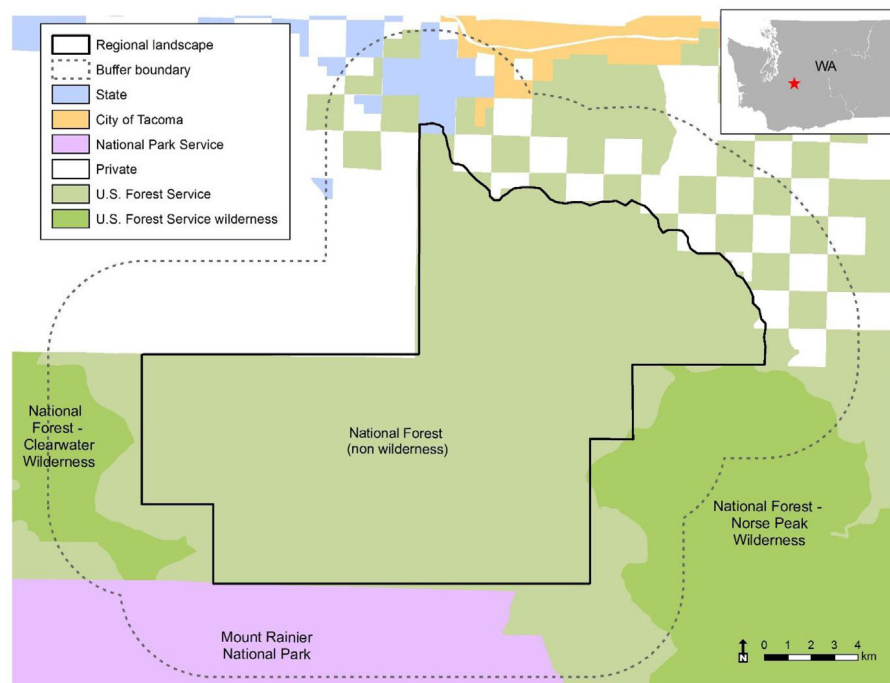 Regional landscape
Buffer boundary
State
City of Tacoma
National Park Service
Private
U.S. Forest Service
U.S. Forest Service wilderness
WA
National
Forest -
Clearwater
Wilderness
National Forest
(non wilderness)
National Forest -
Norse Peak
Wilderness
Mount Rainier
National Park
N
0 1 2 3 4
km